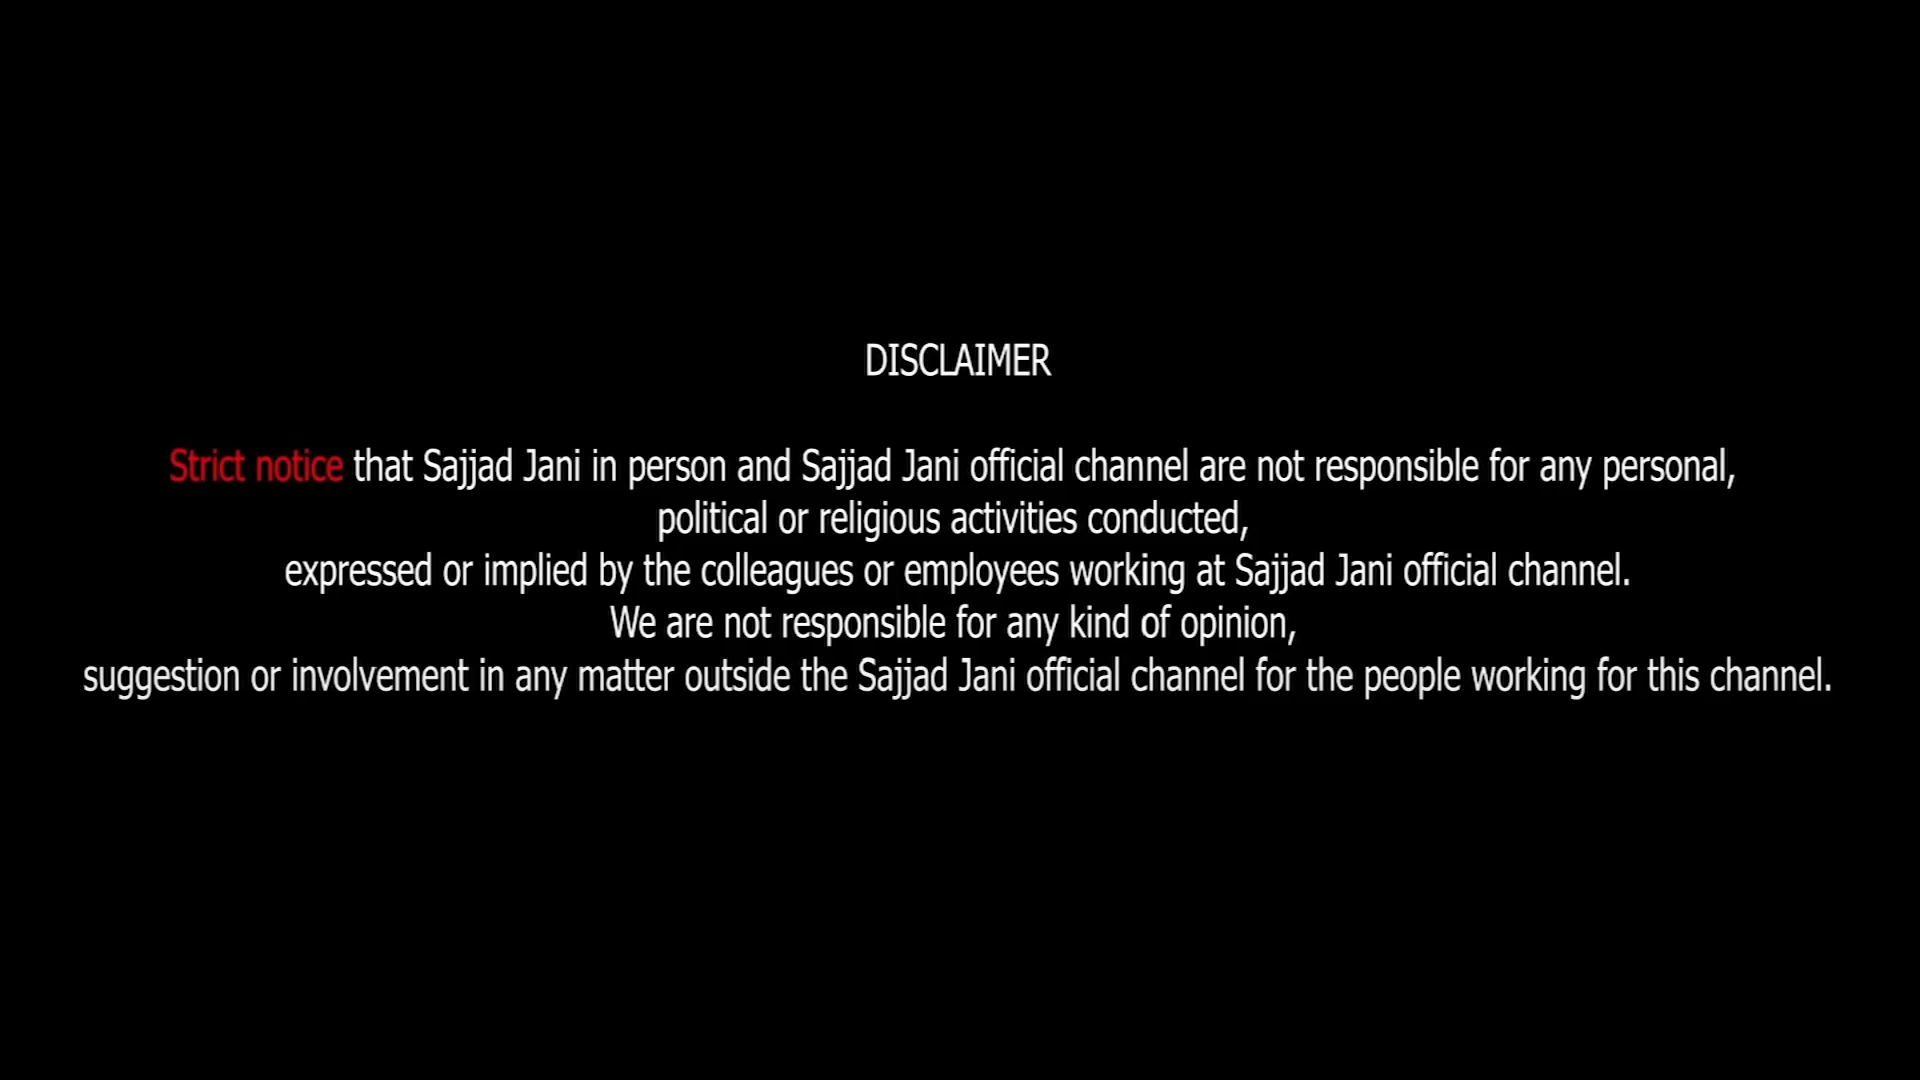 DISCLAIMER
Strict notice that Sajjad Jani in person and Sajjad Jani official channel are not responsible for any personal,
political or religious activities conducted,
expressed or implied by the colleagues or employees working at Sajjad Jani official channel.
We are not responsible for any kind of opinion,
suggestion or involvement in any matter outside the Sajjad Jani official channel for the people working for this channel.